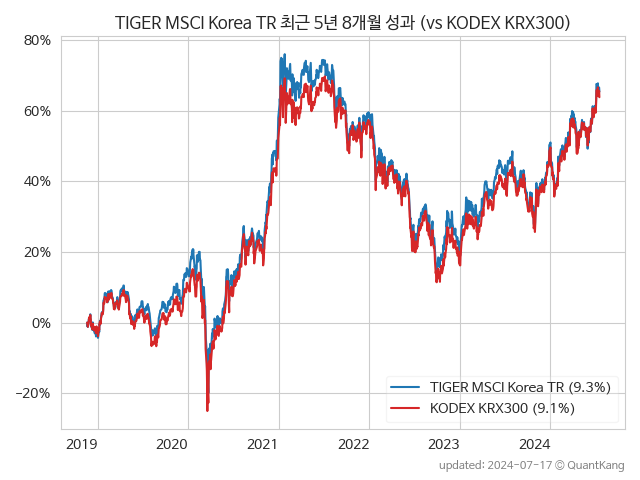 TIGER MSCI Korea TR 최근 5년 8개월 성과 (vs KODEX KRX300)
80%
60%
40%
20%
0%
−20%
2019 2020 2021 2022 2023 2024
TIGER MSCI Korea TR (9.3%)
KODEX KRX300 (9.1%)
updated: 2024-07-17 © QuantKang